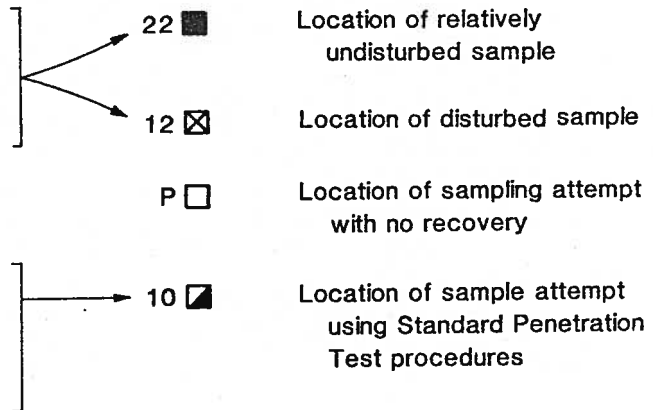 22 Location of relatively
undisturbed sample
12 Location of disturbed sample
P Location of sampling attempt
with no recovery
10 Location of sample attempt
using Standard Penetration
Test procedures